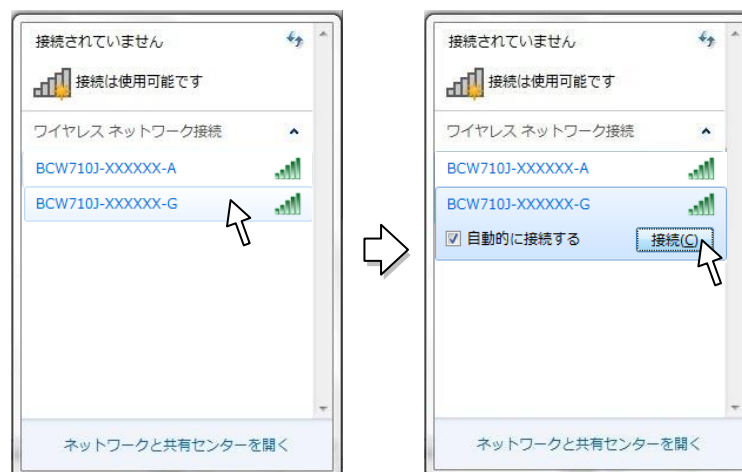 接続されていません
接続は使用可能です
ワイヤレス ネットワーク接続
BCW710J-XXXXXX-A
BCW710J-XXXXXX-G
ネットワークと共有センターを開く
接続されていません
接続は使用可能です
ワイヤレス ネットワーク接続
BCW710J-XXXXXX-A
BCW710J-XXXXXX-G
自動的に接続する 接続(C)
ネットワークと共有センターを開く